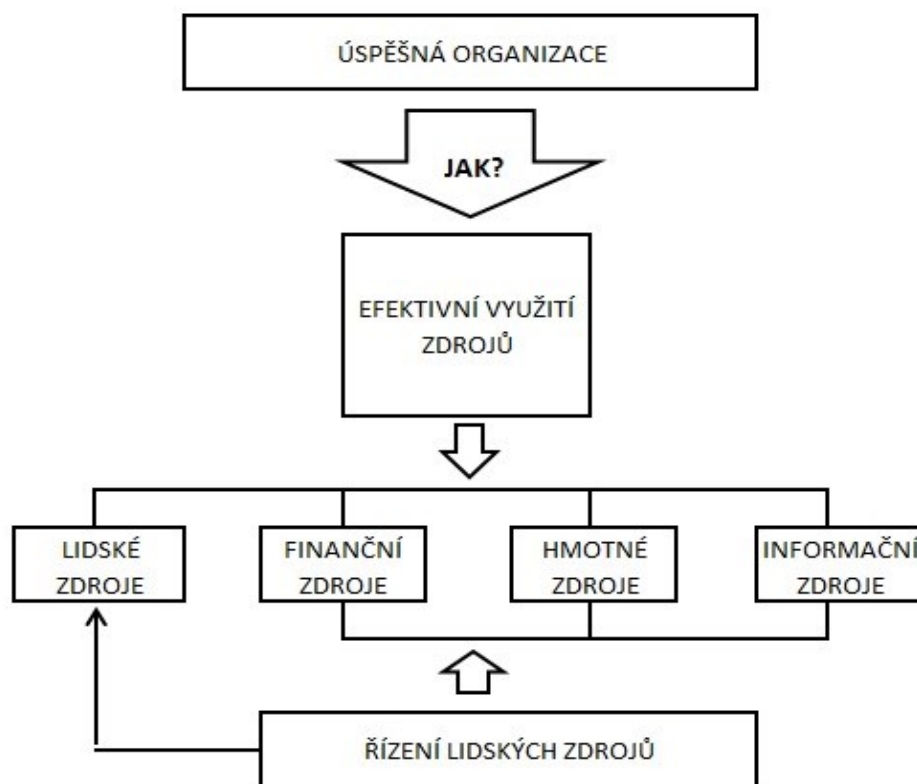 ÚSPĚŠNÁ ORGANIZACE
JAK?
EFEKTIVNÍ VYUŽITÍ
ZDROJŮ
LIDSKÉ
ZDROJE
FINANČNÍ
ZDROJE
HMOTNÉ
ZDROJE
INFORMAČNÍ
ZDROJE
ŘÍZENÍ LIDSKÝCH ZDROJŮ